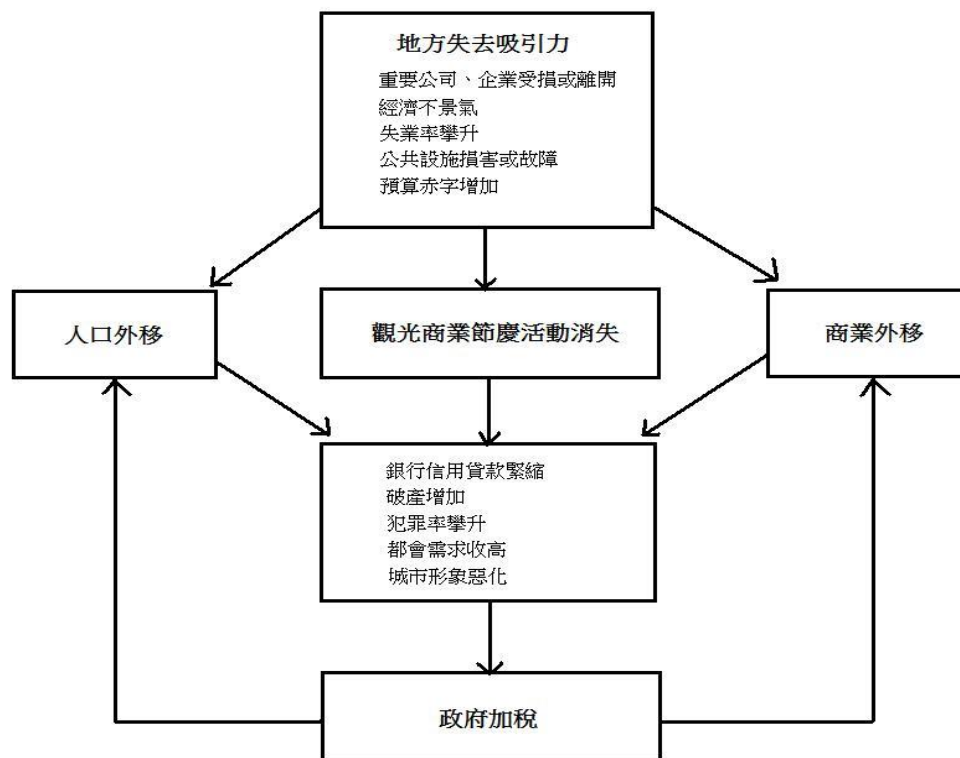 地方失去吸引力
重要公司、企業受損或離開
經濟不景氣
失業率攀升
公共設施損害或故障
預算赤字增加
人口外移
觀光商業節慶活動消失
商業外移
銀行信用貸款緊縮
破產增加
犯罪率攀升
都會需求收高
城市形象惡化
政府加稅